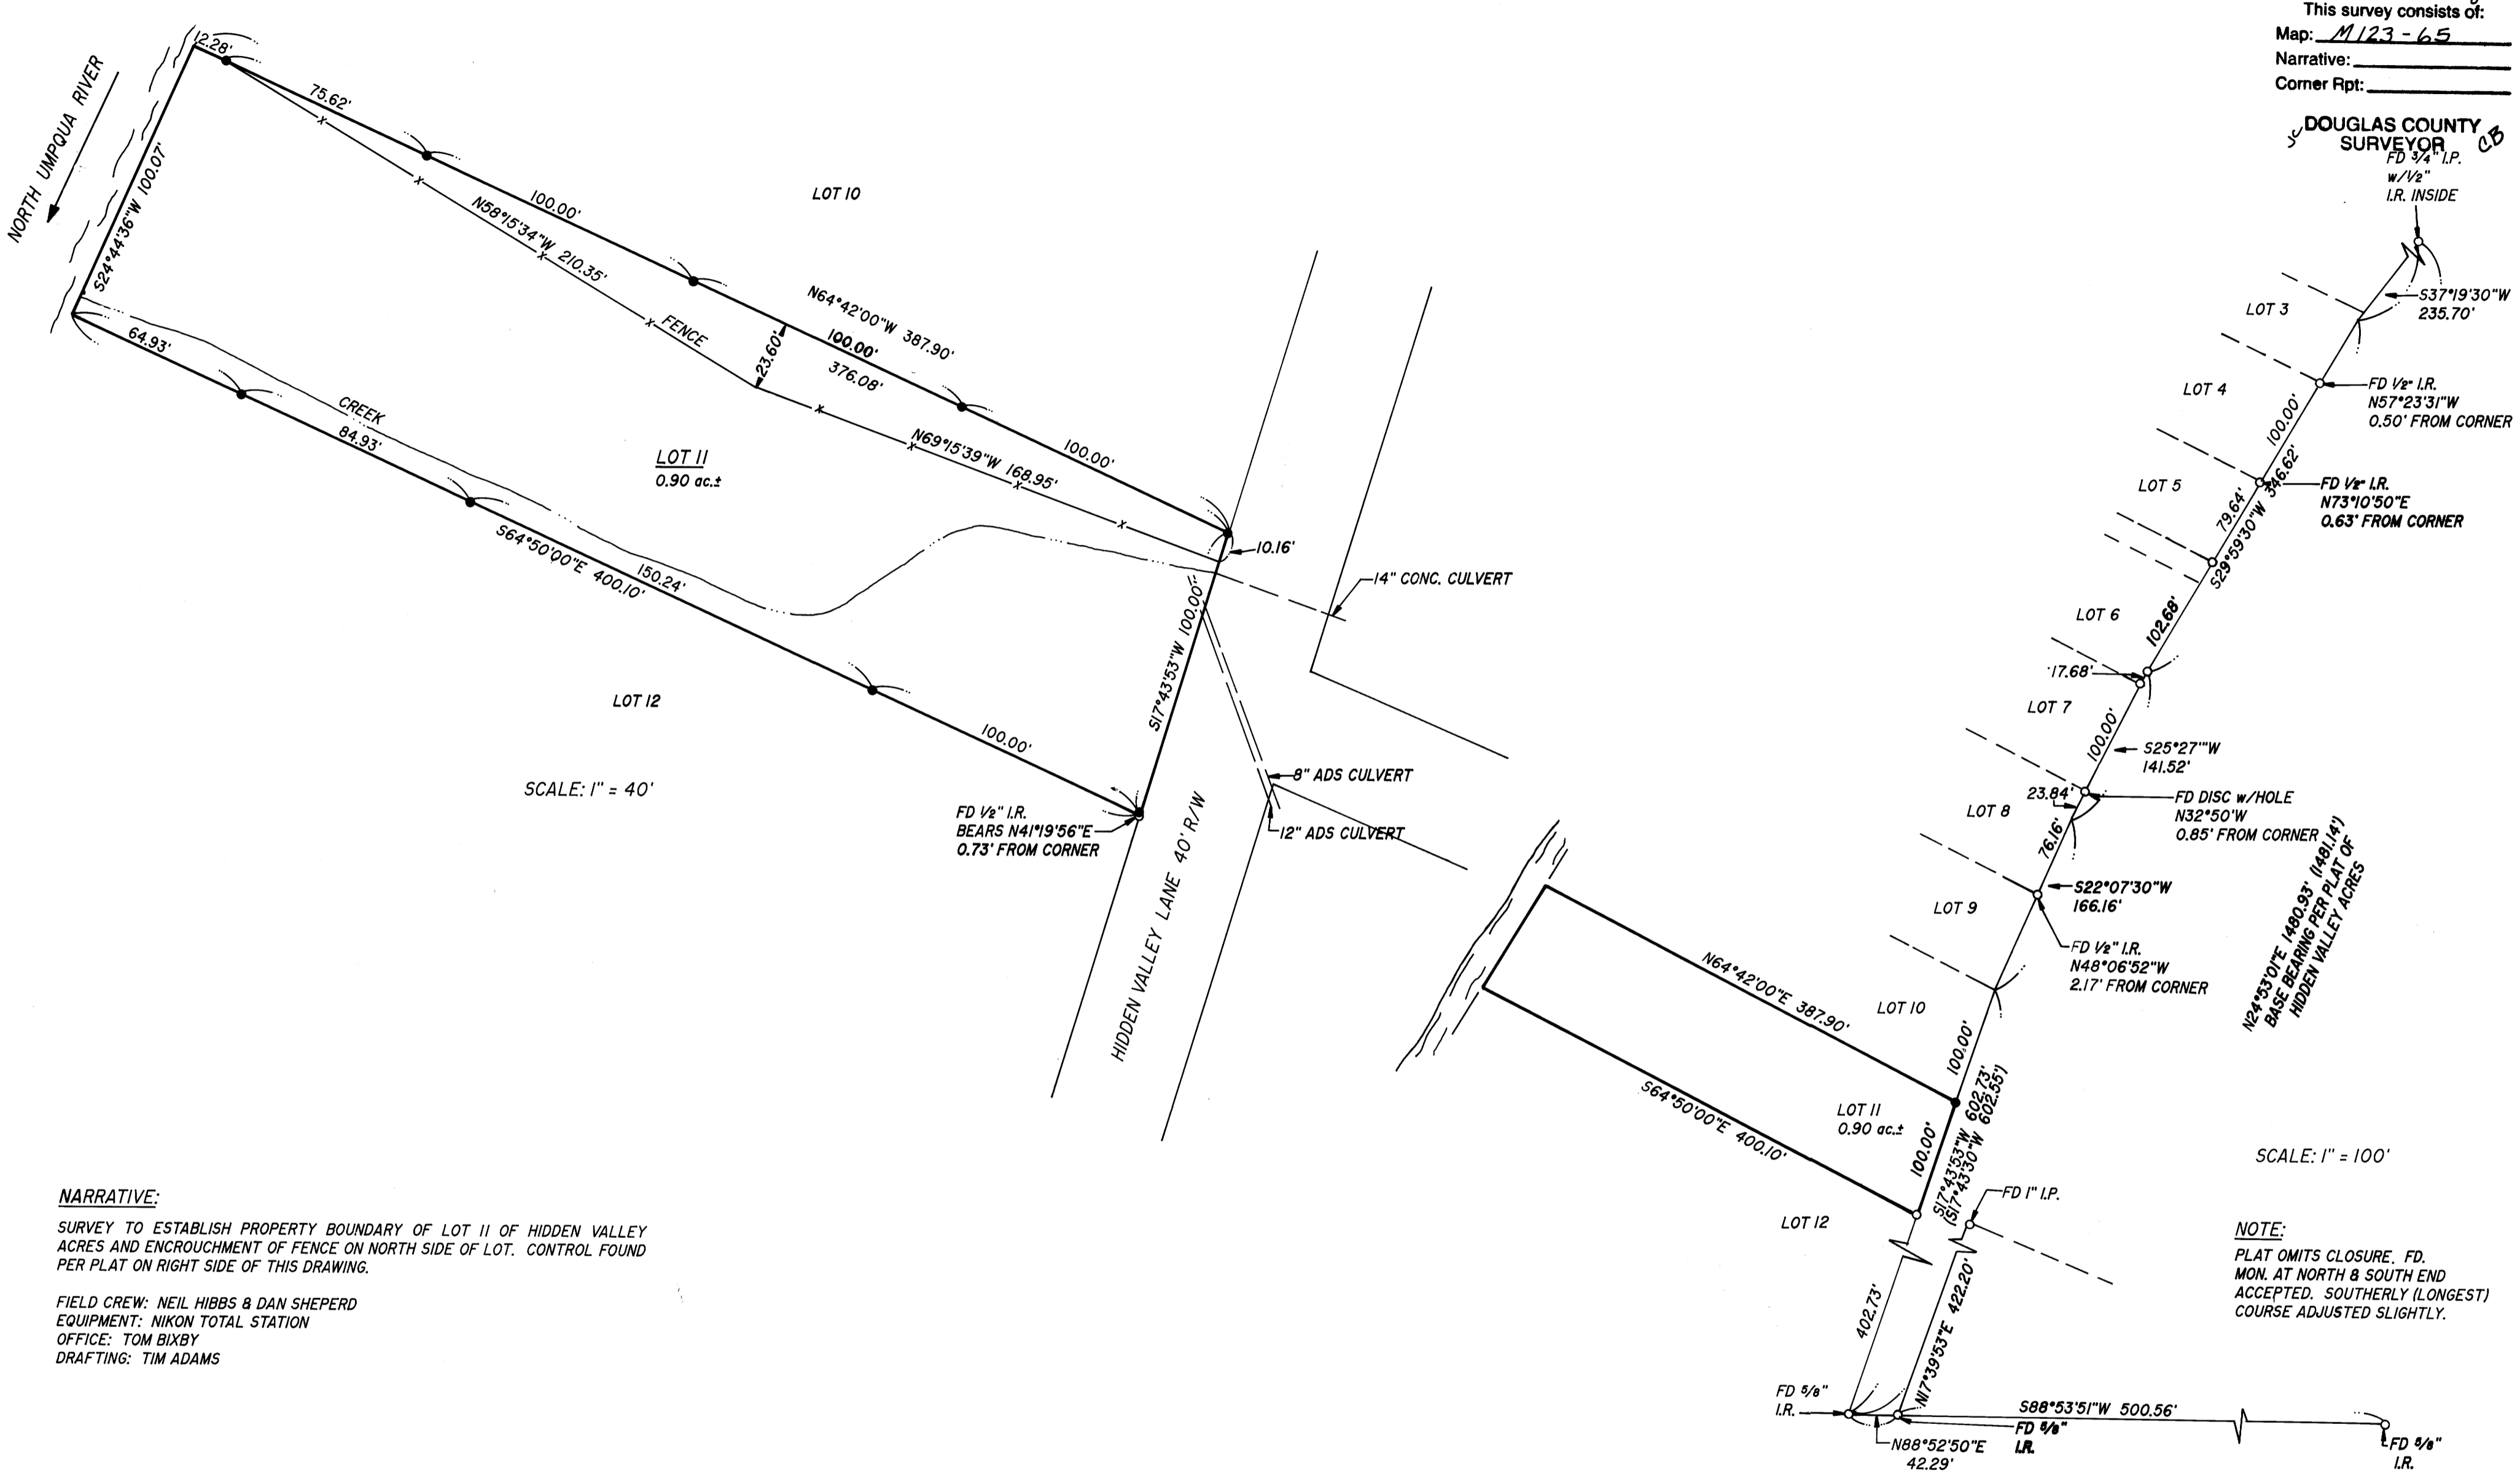 This survey consists of:
Map: M123-65
Narrative:
Corner Rpt:
DOUGLAS COUNTY
SURVEYOR
CB
FD 3/4" I.P.
w/1/2"
I.R. INSIDE
NORTH UMPQUA RIVER
12.28'
75.62'
S24°44'36"W 100.07'
100.00'
LOT 10
N58°15'34"W 210.35'
FENCE
N64°42'00"W 387.90'
23.60'
100.00'
376.08'
64.93'
CREEK
84.93'
LOT 11
0.90 ac.±
N69°15'39"W 168.95'
100.00'
10.16'
14" CONC. CULVERT
S64°50'00"E 400.10'
150.24'
S17°43'53"W 100.00'
LOT 12
100.00'
SCALE: 1" = 40'
FD 1/2" I.R.
BEARS N41°19'56"E
0.73' FROM CORNER
8" ADS CULVERT
12" ADS CULVERT
HIDDEN VALLEY LANE 40' R/W
S37°19'30"W
235.70'
LOT 3
LOT 4
FD 1/2" I.R.
N57°23'31"W
0.50' FROM CORNER
100.00'
S29°59'30"W 346.62'
LOT 5
FD 1/2" I.R.
N73°10'50"E
0.63' FROM CORNER
79.64'
LOT 6
102.68'
17.68'
LOT 7
100.00'
S25°27'"W
141.52'
23.84'
FD DISC w/HOLE
N32°50'W
0.85' FROM CORNER
LOT 8
76.16'
S22°07'30"W
166.16'
LOT 9
FD 1/2" I.R.
N48°06'52"W
2.17' FROM CORNER
N24°53'01"E 1480.93' (1481.14')
BASE BEARING PER PLAT OF
HIDDEN VALLEY ACRES
N64°42'00"E 387.90'
LOT 10
100.00'
S64°50'00"E 400.10'
LOT 11
0.90 ac.±
100.00'
S17°43'53"W 602.73'
(S17°43'30"W 602.55')
SCALE: 1" = 100'
FD 1" I.P.
LOT 12
402.73'
N17°39'53"E 422.20'
FD 5/8"
I.R.
S88°53'51"W 500.56'
FD 5/8"
I.R.
N88°52'50"E
42.29'
FD 5/8"
I.R.
NOTE:
PLAT OMITS CLOSURE. FD.
MON. AT NORTH & SOUTH END
ACCEPTED. SOUTHERLY (LONGEST)
COURSE ADJUSTED SLIGHTLY.
NARRATIVE:
SURVEY TO ESTABLISH PROPERTY BOUNDARY OF LOT 11 OF HIDDEN VALLEY
ACRES AND ENCROUCHMENT OF FENCE ON NORTH SIDE OF LOT. CONTROL FOUND
PER PLAT ON RIGHT SIDE OF THIS DRAWING.
FIELD CREW: NEIL HIBBS & DAN SHEPERD
EQUIPMENT: NIKON TOTAL STATION
OFFICE: TOM BIXBY
DRAFTING: TIM ADAMS